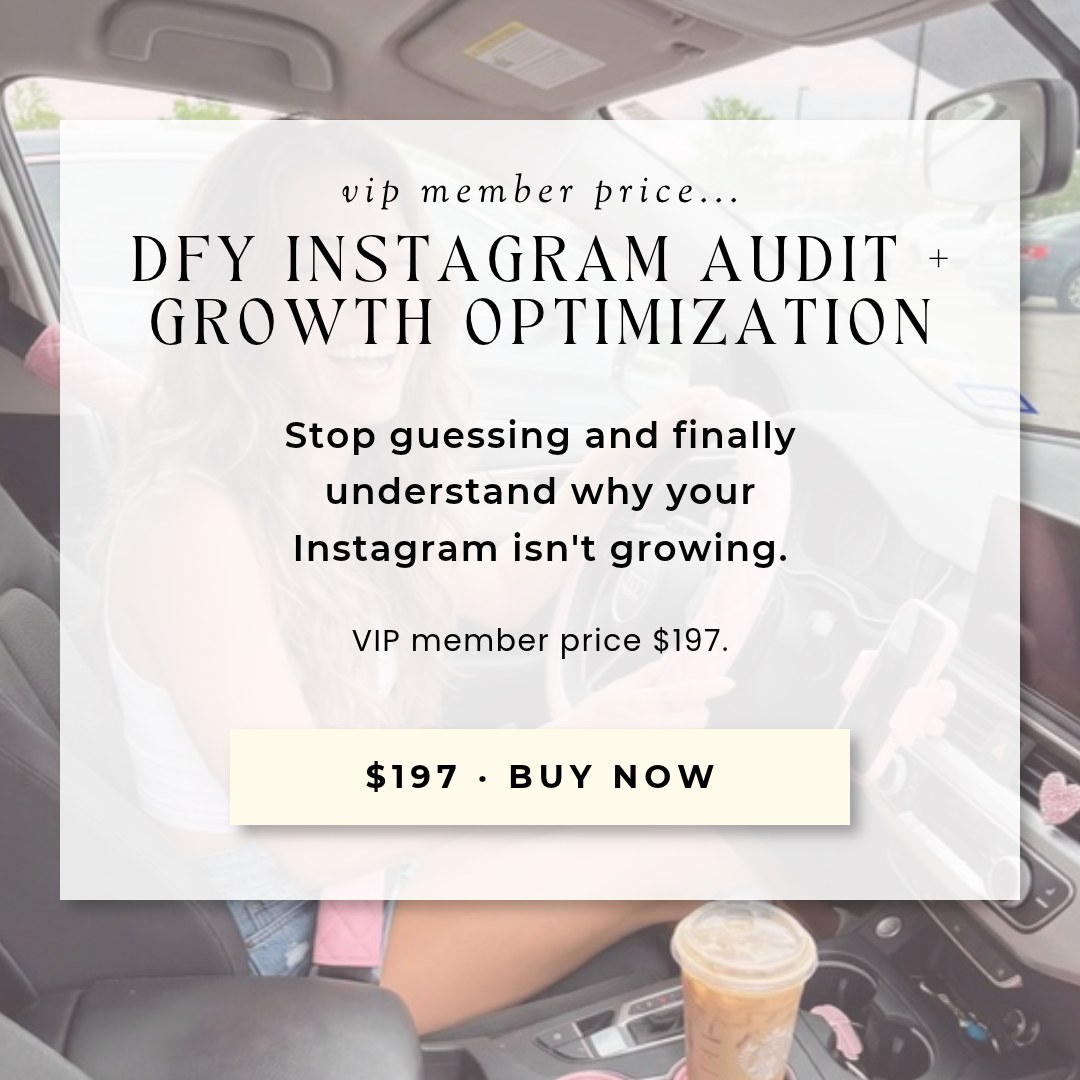 vip member price...
DFY INSTAGRAM AUDIT +
GROWTH OPTIMIZATION
Stop guessing and finally
understand why your
Instagram isn't growing.
VIP member price $197.
$197 · BUY NOW